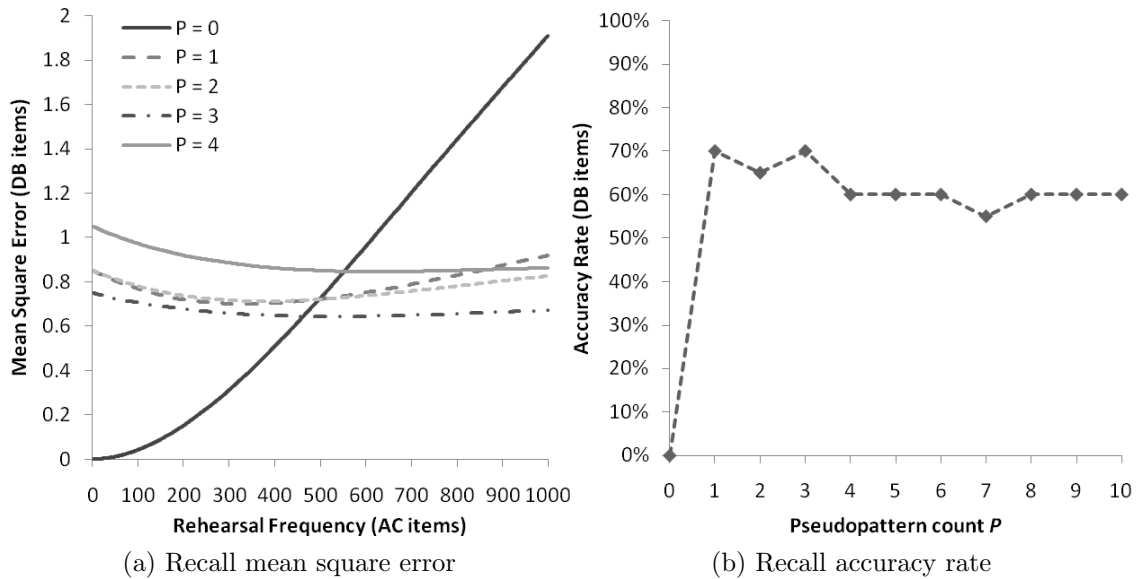 2
1.8
1.6
1.4
1.2
1
0.8
0.6
0.4
0.2
0
Mean Square Error (DB items)
P = 0
P = 1
P = 2
P = 3
P = 4
0 100 200 300 400 500 600 700 800 900 1000
Rehearsal Frequency (AC items)
(a) Recall mean square error
100%
90%
80%
70%
60%
50%
40%
30%
20%
10%
0%
Accuracy Rate (DB items)
0 1 2 3 4 5 6 7 8 9 10
Pseudopattern count P
(b) Recall accuracy rate